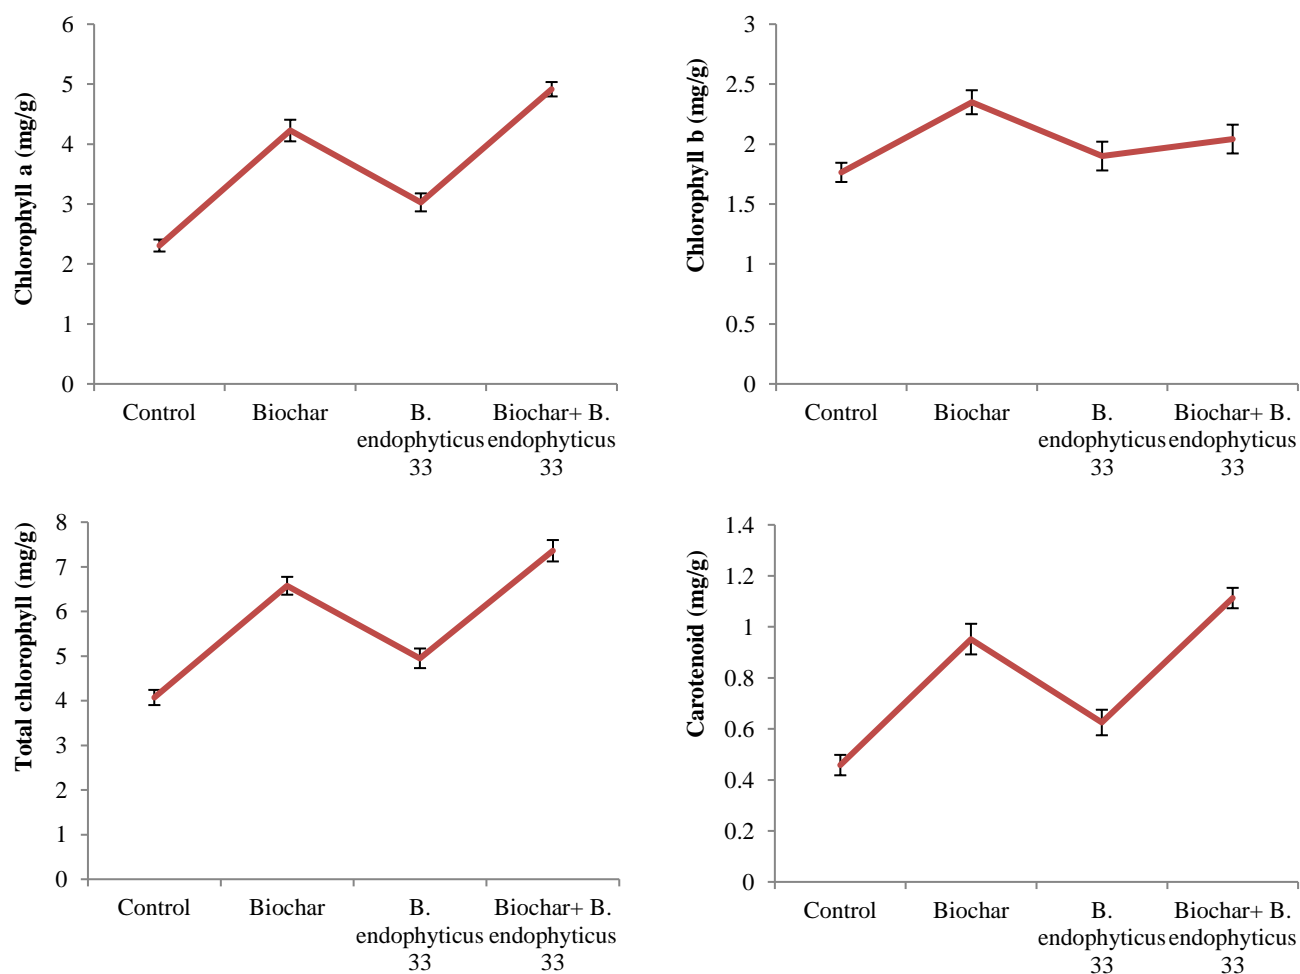 Chlorophyll a (mg/g)
6
5
4
3
2
1
0
Control
Biochar
B.
endophyticus
33
Biochar+ B.
endophyticus
33
Chlorophyll b (mg/g)
3
2.5
2
1.5
1
0.5
0
Control
Biochar
B.
endophyticus
33
Biochar+ B.
endophyticus
33
Total chlorophyll (mg/g)
8
7
6
5
4
3
2
1
0
Control
Biochar
B.
endophyticus
33
Biochar+ B.
endophyticus
33
Carotenoid (mg/g)
1.4
1.2
1
0.8
0.6
0.4
0.2
0
Control
Biochar
B.
endophyticus
33
Biochar+ B.
endophyticus
33